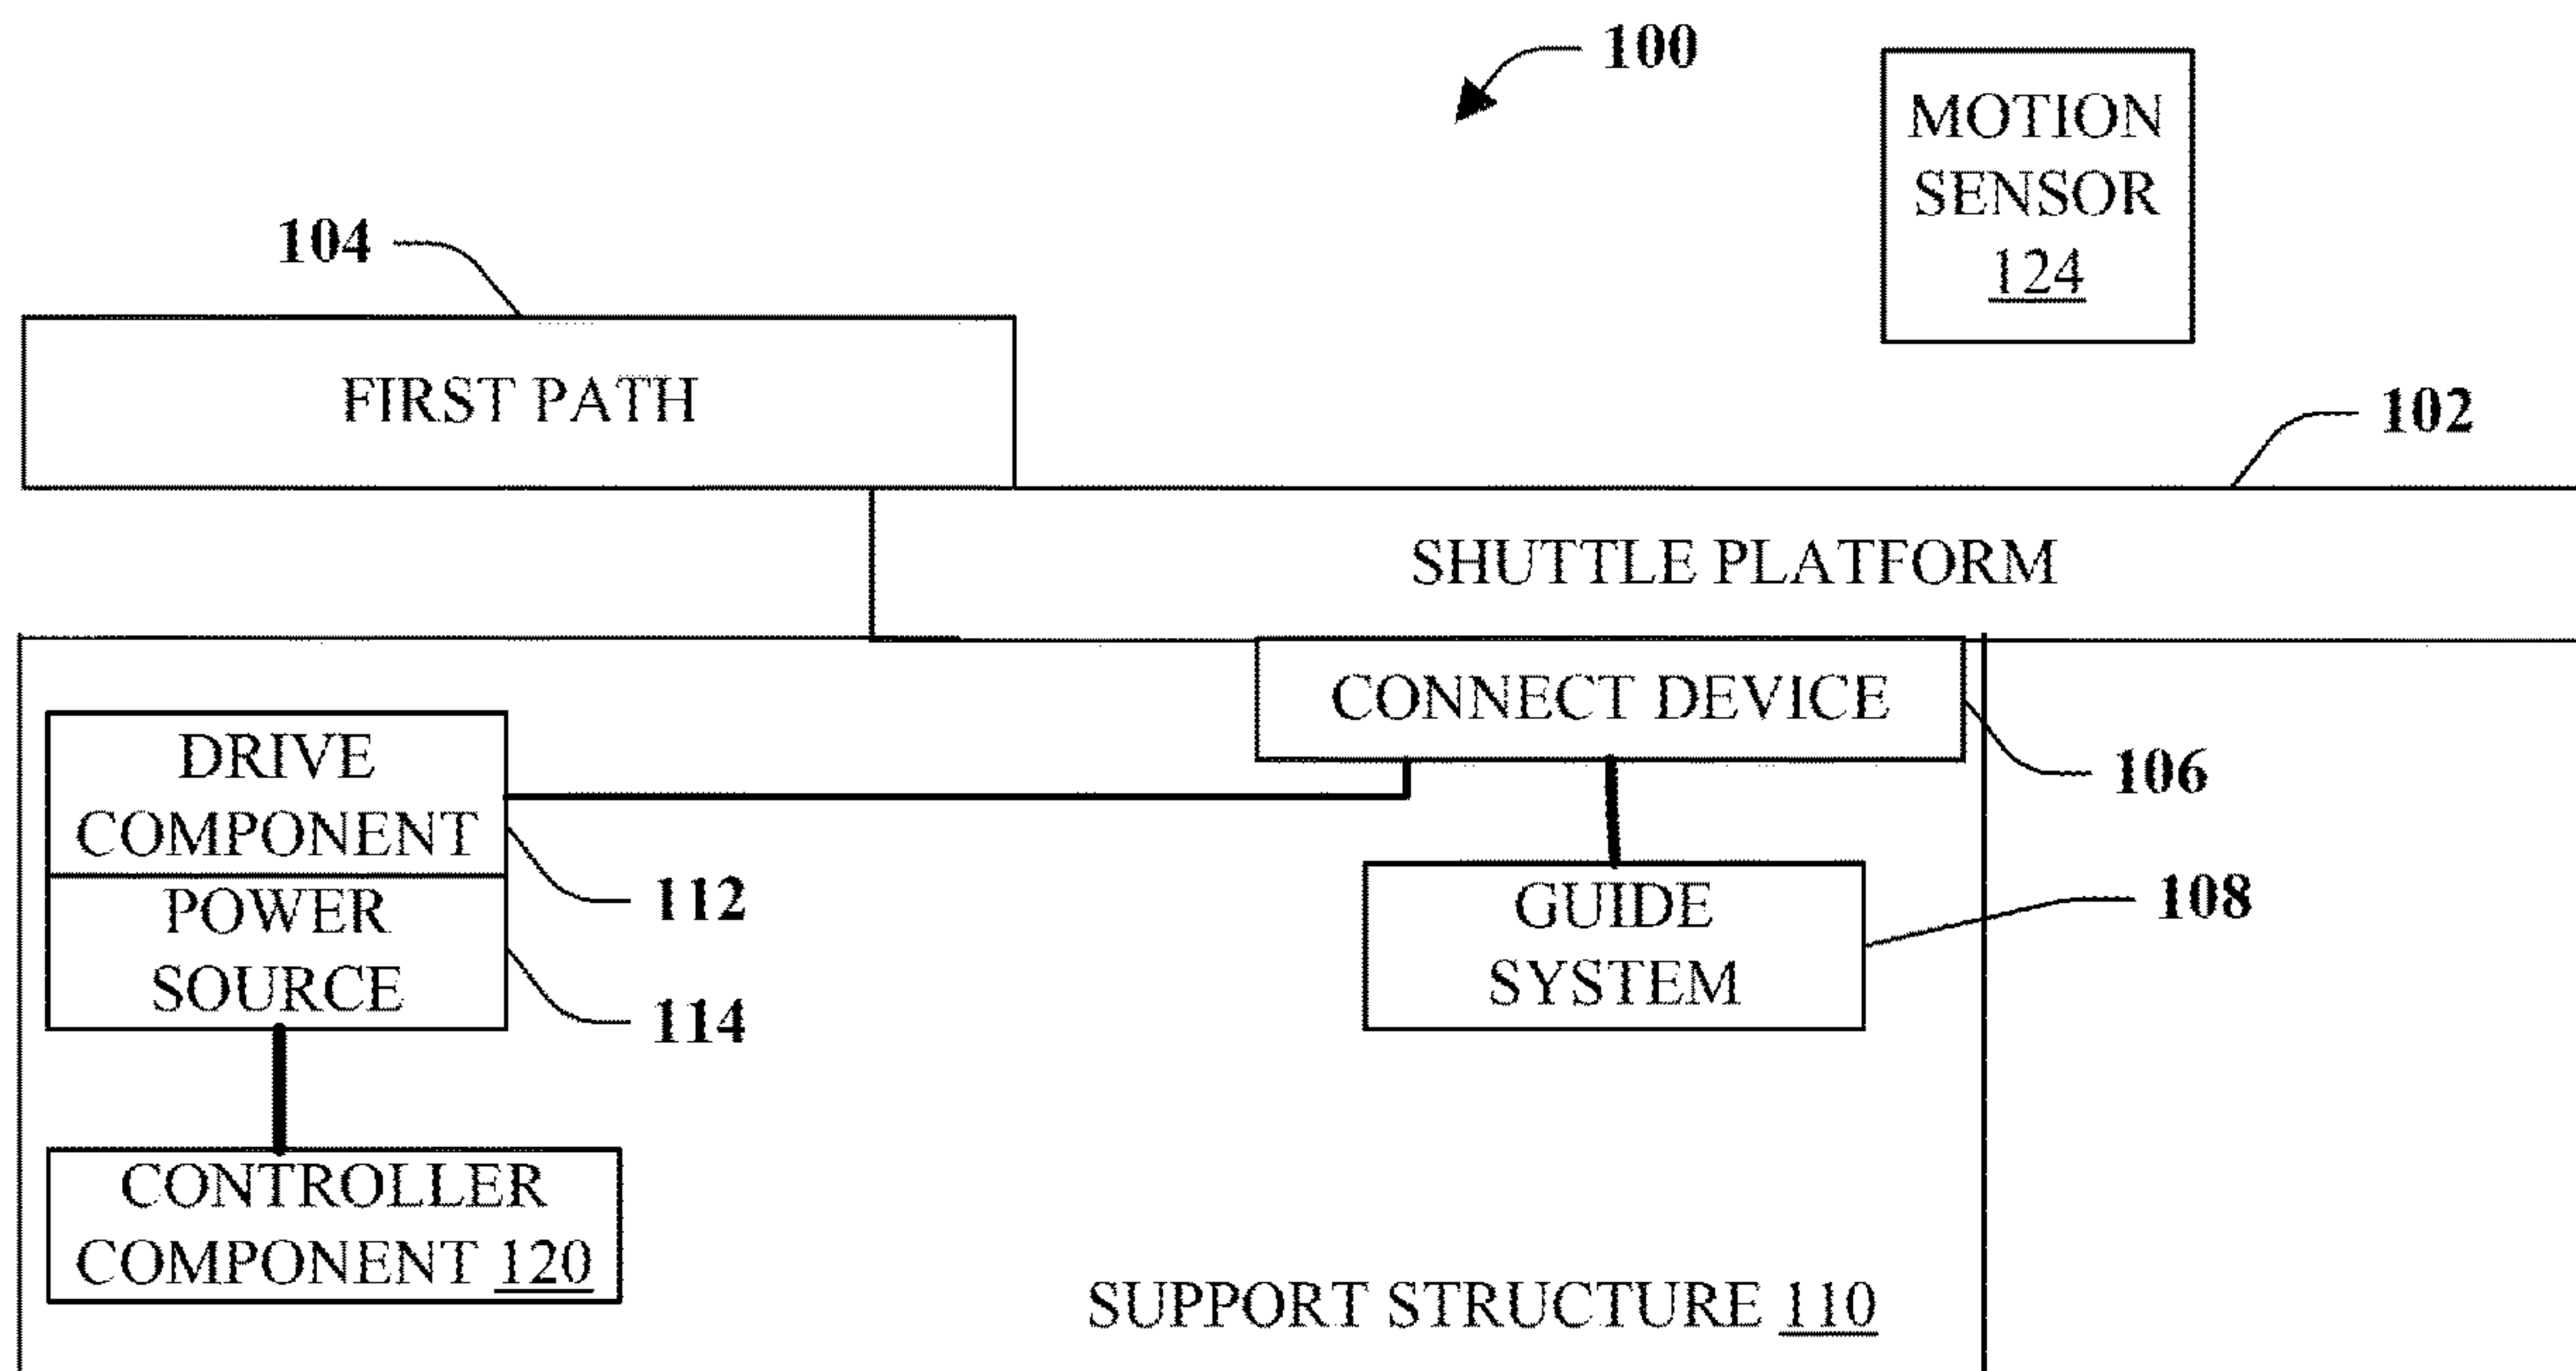 100
MOTION
SENSOR
124
104
FIRST PATH
102
SHUTTLE PLATFORM
CONNECT DEVICE
106
DRIVE
COMPONENT
112
POWER
SOURCE
114
GUIDE
SYSTEM
108
CONTROLLER
COMPONENT 120
SUPPORT STRUCTURE 110